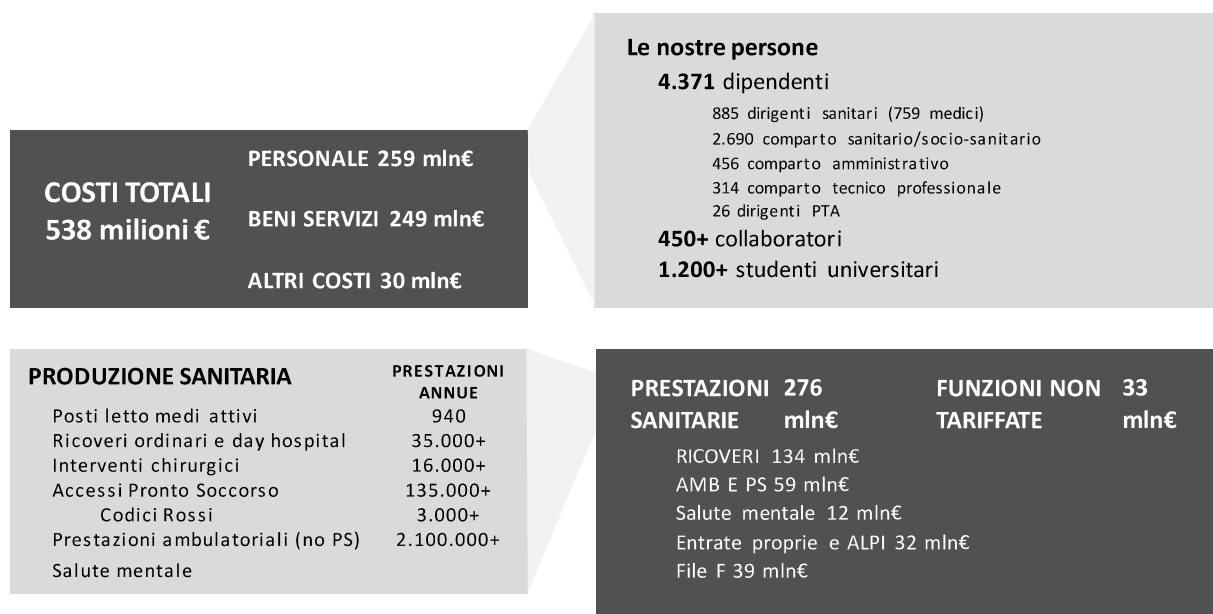 COSTI TOTALI
538 milioni €
PERSONALE 259 mln€
BENI SERVIZI 249 mln€
ALTRI COSTI 30 mln€
Le nostre persone
4.371 dipendenti
885 dirigenti sanitari (759 medici)
2.690 comparto sanitario/socio-sanitario
456 comparto amministrativo
314 comparto tecnico professionale
26 dirigenti PTA
450+ collaboratori
1.200+ studenti universitari
PRODUZIONE SANITARIA
PRESTAZIONI
ANNUE
Posti letto medi attivi 940
Ricoveri ordinari e day hospital 35.000+
Interventi chirurgici 16.000+
Accessi Pronto Soccorso 135.000+
Codici Rossi 3.000+
Prestazioni ambulatoriali (no PS) 2.100.000+
Salute mentale
PRESTAZIONI 276
SANITARIE mln€
FUNZIONI NON 33
TARIFFATE mln€
RICOVERI 134 mln€
AMB E PS 59 mln€
Salute mentale 12 mln€
Entrate proprie e ALPI 32 mln€
File F 39 mln€